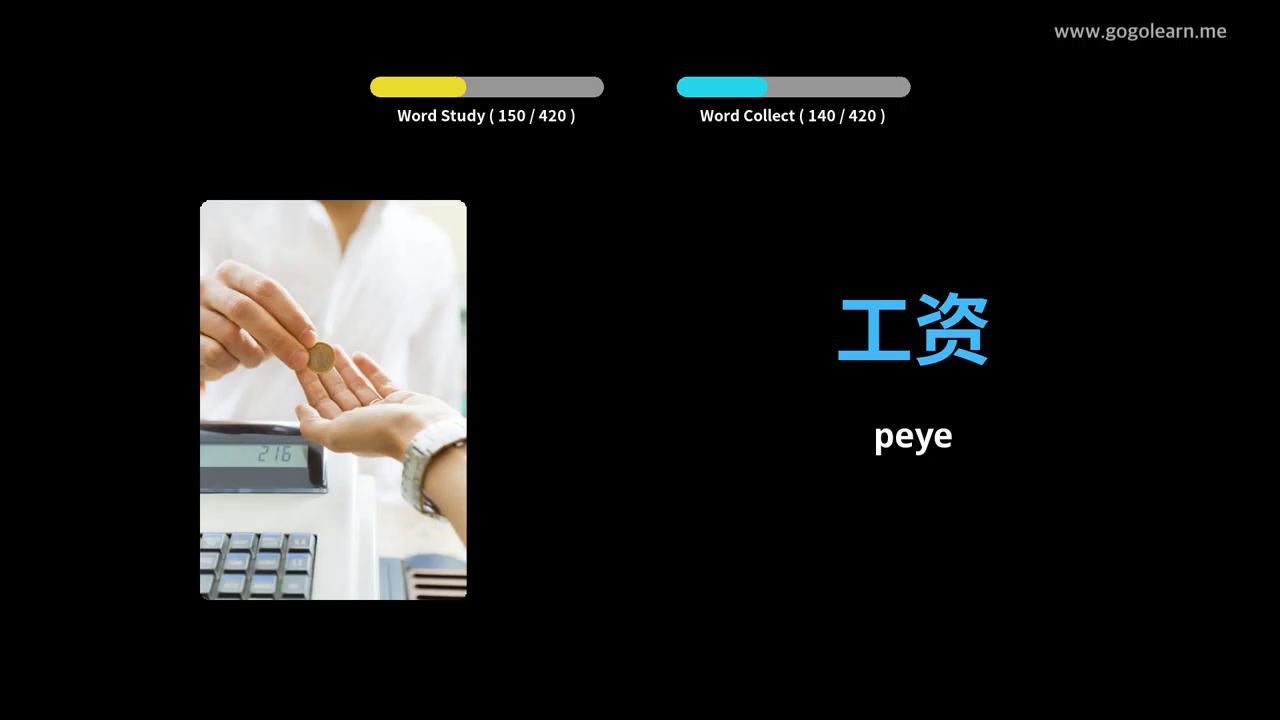 www.gogolearn.me
Word Study ( 150 / 420 )
Word Collect ( 140 / 420 )
216
工资
peye